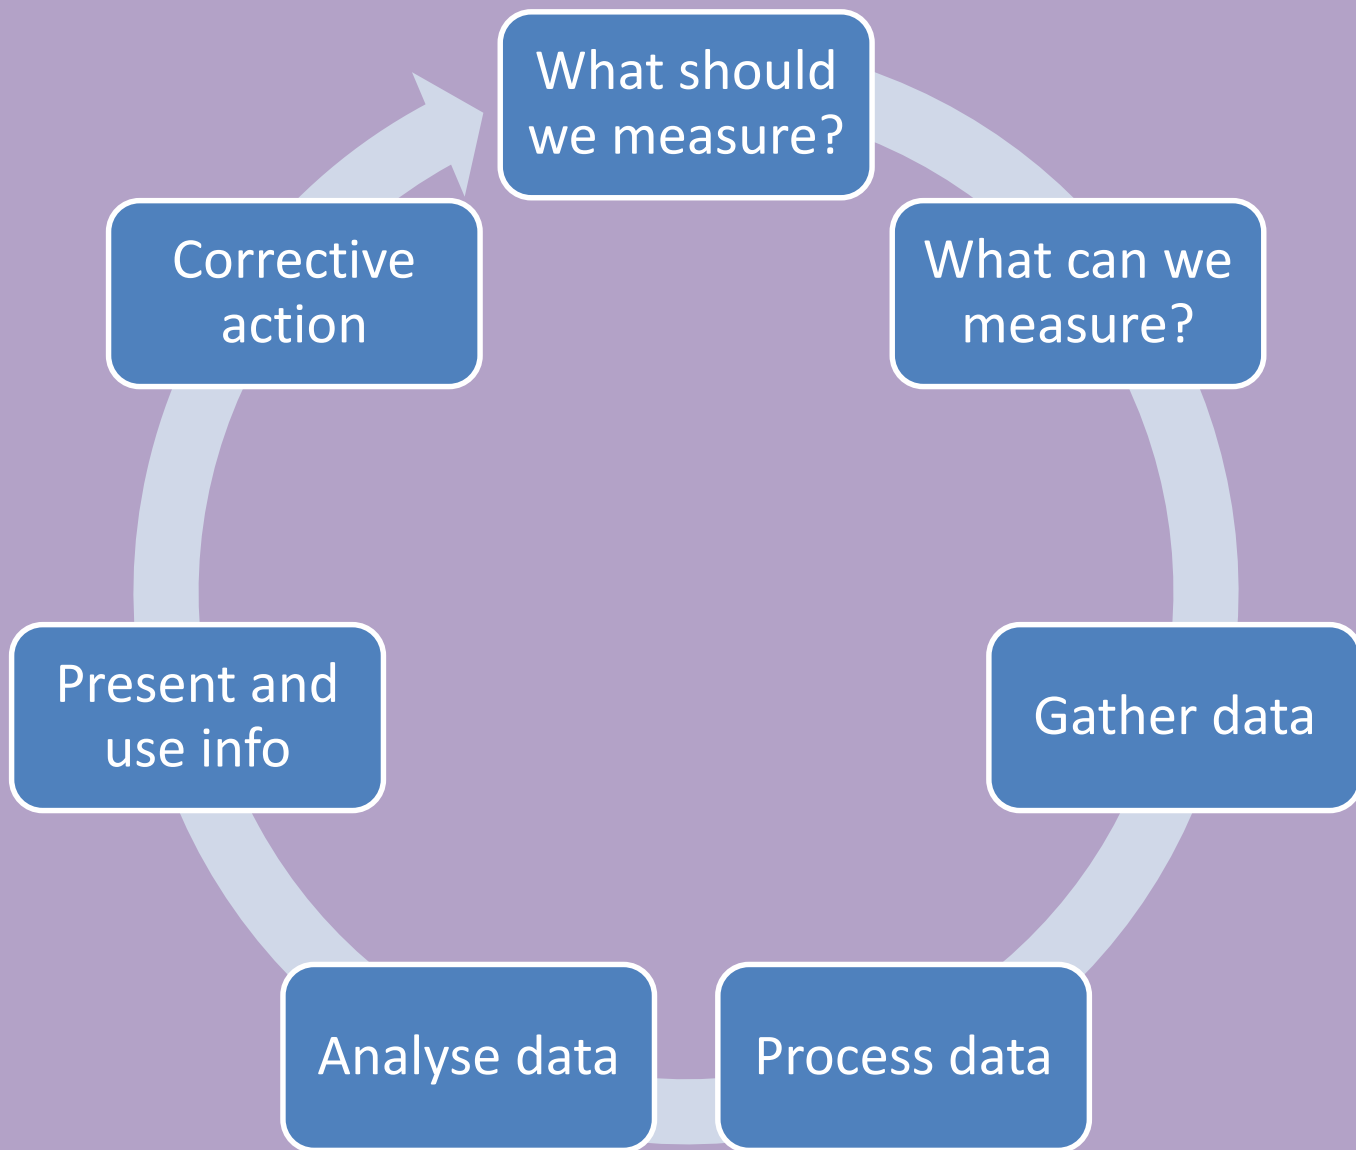 What should
we measure?
What can we
measure?
Gather data
Process data
Analyse data
Present and
use info
Corrective
action